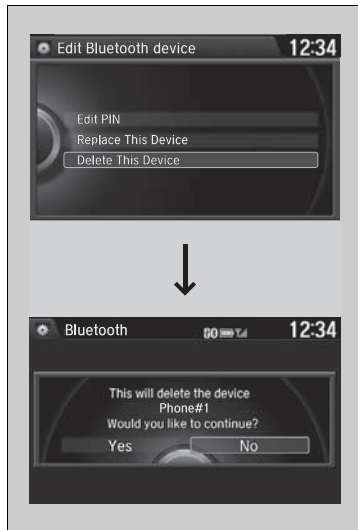 Edit Bluetooth device 12:34
Edit PIN
Replace This Device
Delete This Device
Bluetooth 12:34
This will delete the device
Phone#1
Would you like to continue?
Yes No